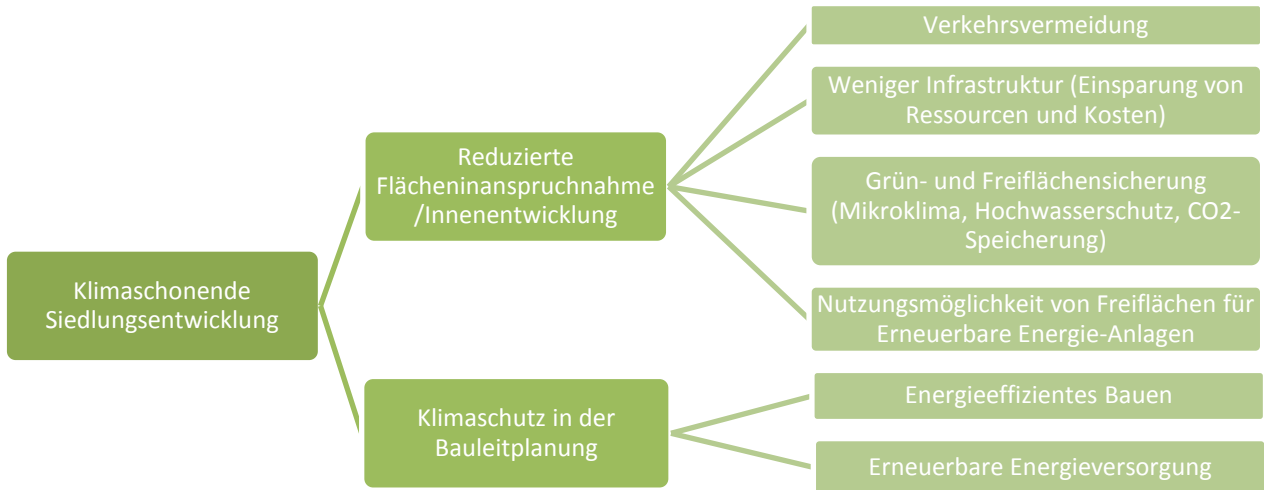 Klimaschonende
Siedlungsentwicklung
Reduzierte
Flächeninanspruchnahme
/Innenentwicklung
Verkehrsvermeidung
Weniger Infrastruktur (Einsparung von
Ressourcen und Kosten)
Grün- und Freiflächensicherung
(Mikroklima, Hochwasserschutz, CO2-
Speicherung)
Nutzungsmöglichkeit von Freiflächen für
Erneuerbare Energie-Anlagen
Klimaschutz in der
Bauleitplanung
Energieeffizientes Bauen
Erneuerbare Energieversorgung